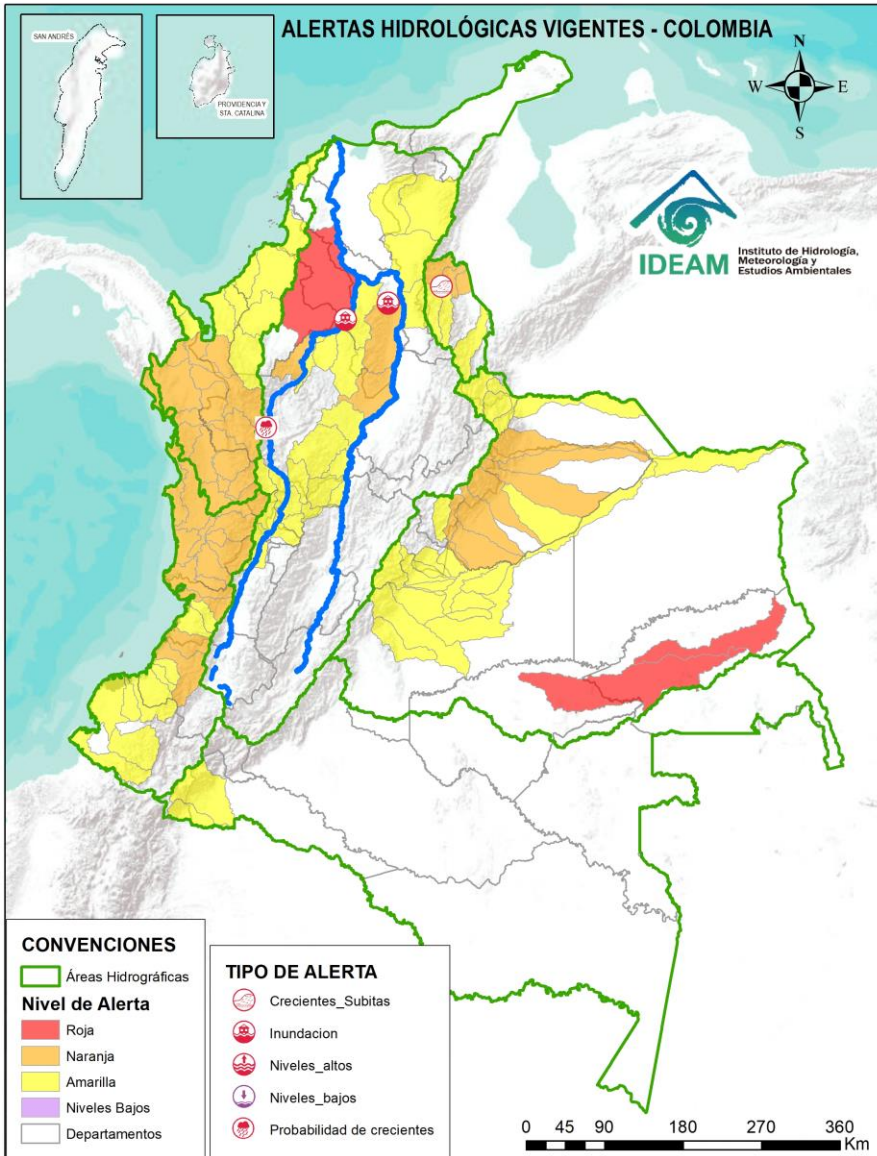 ALERTAS HIDROLÓGICAS VIGENTES - COLOMBIA
SAN ANDRÉS
PROVIDENCIA Y
STA. CATALINA
N
W
E
S
IDEAM
Instituto de Hidrología,
Meteorología y
Estudios Ambientales
CONVENCIONES
Áreas Hidrográficas
Nivel de Alerta
Roja
Naranja
Amarilla
Niveles Bajos
Departamentos
TIPO DE ALERTA
Crecientes_Subitas
Inundacion
Niveles_altos
Niveles_bajos
Probabilidad de crecientes
0 45 90 180 270 360
Km